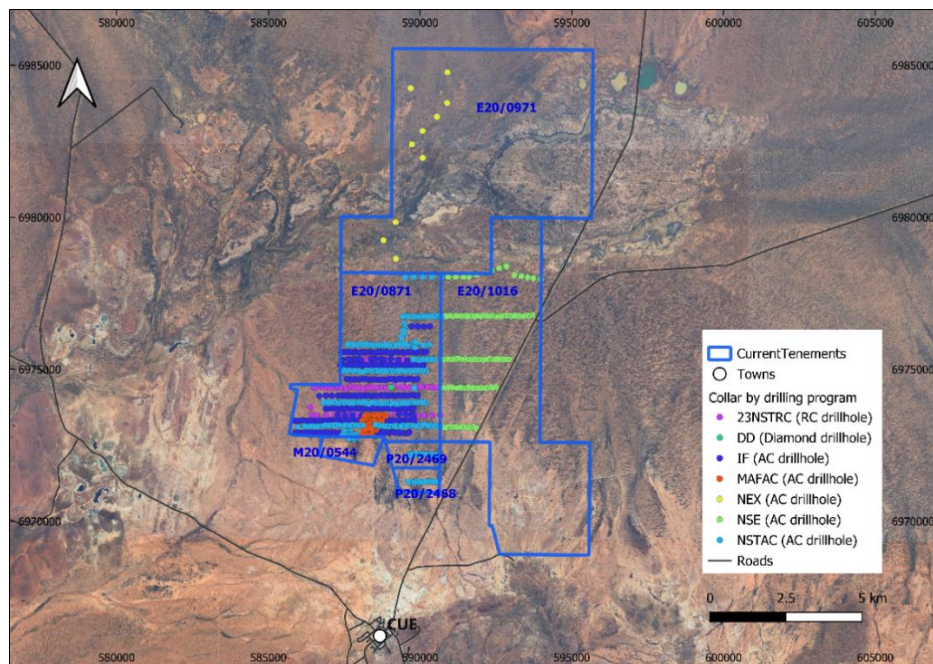 580000 585000 590000 595000 600000 605000
6985000
6985000
E20/0971
6980000
6980000
E20/0871
E20/1016
6975000
6975000
M20/0544
P20/2469
P20/2468
6970000
6970000
CUE
CurrentTenements
Towns
Collar by drilling program
23NSTRC (RC drillhole)
DD (Diamond drillhole)
IF (AC drillhole)
MAFAC (AC drillhole)
NEX (AC drillhole)
NSE (AC drillhole)
NSTAC (AC drillhole)
Roads
0 2.5 5 km
580000 585000 590000 595000 600000 605000